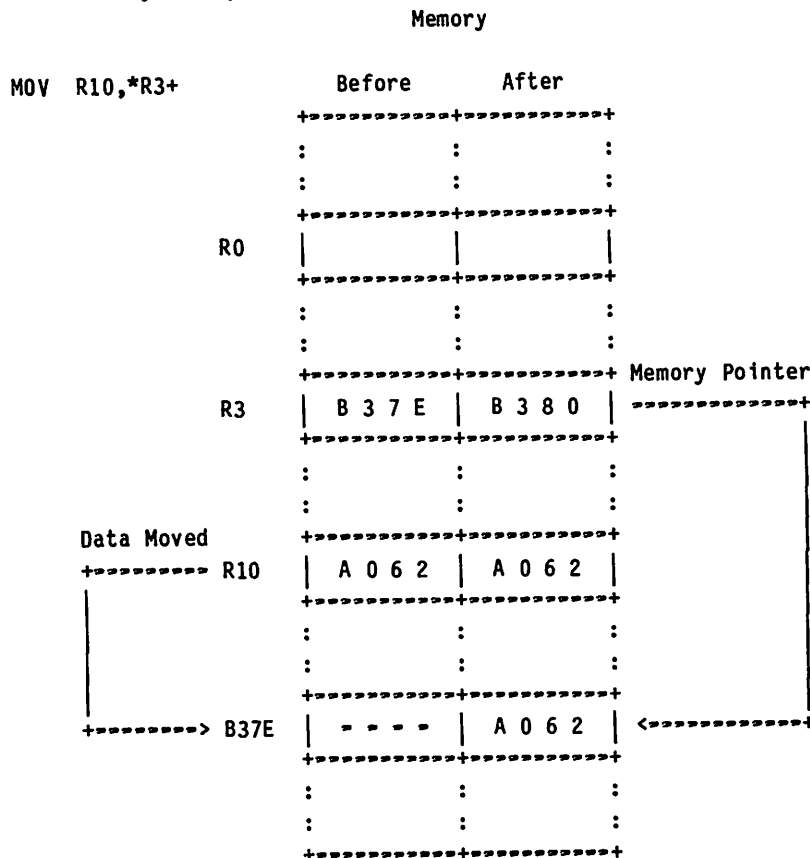 Memory
MOV R10,*R3+ Before After
+----------+----------+
: : :
: : :
+----------+----------+
R0 | | |
+----------+----------+
: : :
: : :
+----------+----------+ Memory Pointer
R3 | B 3 7 E | B 3 8 0 | ------------+
+----------+----------+
: : :
: : :
Data Moved +----------+----------+
+--------- R10 | A 0 6 2 | A 0 6 2 |
+----------+----------+
: : :
: : :
+----------+----------+
+--------> B37E | - - - - | A 0 6 2 | <------------+
+----------+----------+
: : :
: : :
+----------+----------+